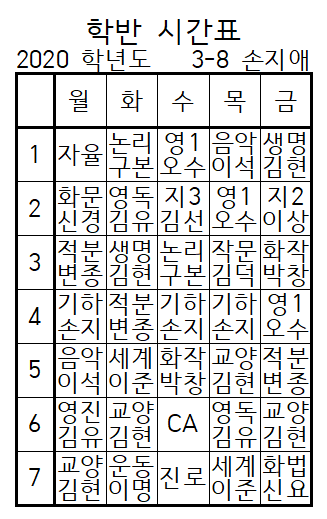 학반 시간표
2020 학년도 3-8 손지애
월 화 수 목 금
1 자율 논리 영1 음악 생명
구본 오수 이석 김현
2 화문 영독 지3 영1 지2
신경 김유 김선 오수 이상
3 적분 생명 논리 작문 화작
변종 김현 구본 김덕 박창
4 기하 적분 기하 기하 영1
손지 변종 손지 손지 오수
5 음악 세계 화작 교양 적분
이석 이준 박창 김현 변종
6 영진 교양 CA 영독 교양
김유 김현 김유 김현
7 교양 운동 진로 세계 화법
김현 이명 이준 신요